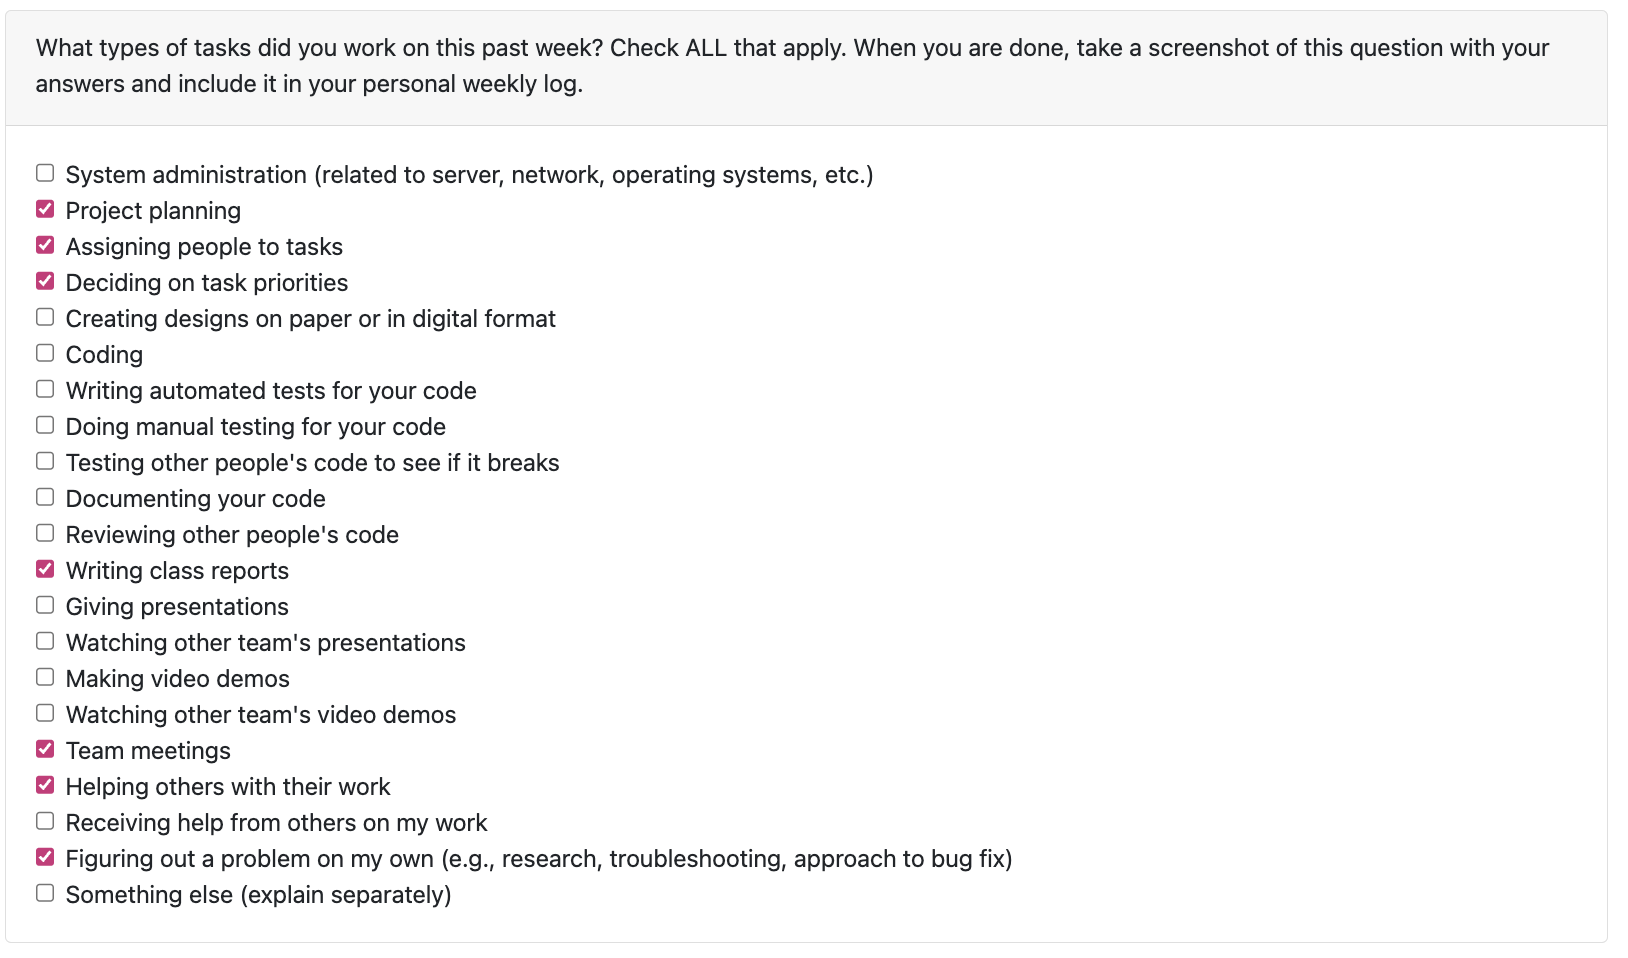 What types of tasks did you work on this past week? Check ALL that apply. When you are done, take a screenshot of this question with your
answers and include it in your personal weekly log.
System administration (related to server, network, operating systems, etc.)
Project planning
Assigning people to tasks
Deciding on task priorities
Creating designs on paper or in digital format
Coding
Writing automated tests for your code
Doing manual testing for your code
Testing other people's code to see if it breaks
Documenting your code
Reviewing other people's code
Writing class reports
Giving presentations
Watching other team's presentations
Making video demos
Watching other team's video demos
Team meetings
Helping others with their work
Receiving help from others on my work
Figuring out a problem on my own (e.g., research, troubleshooting, approach to bug fix)
Something else (explain separately)